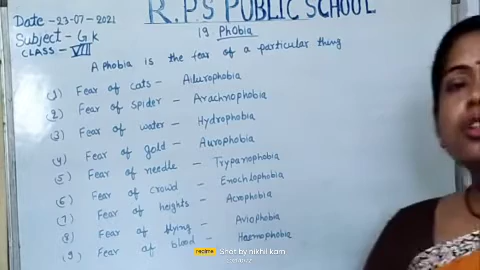 R.P.S PUBLIC SCHOOL
Date - 23-07-2021
Subject - G.k
CLASS - VIII
19 Phobia
A Phobia is the fear of a particular thing
(1) Fear of cats - Ailurophobia
(2) Fear of spider - Arachnophobia
(3) Fear of water - Hydrophobia
(4) Fear of gold - Aurophobia
(5) Fear of needle - Trypanophobia
(6) Fear of crowd - Enochlophobia
(7) Fear of heights - Acrophobia
(8) Fear of flying - Aviophobia
(9) Fear of blood - Haemophobia
realme Shot by nikhil kam